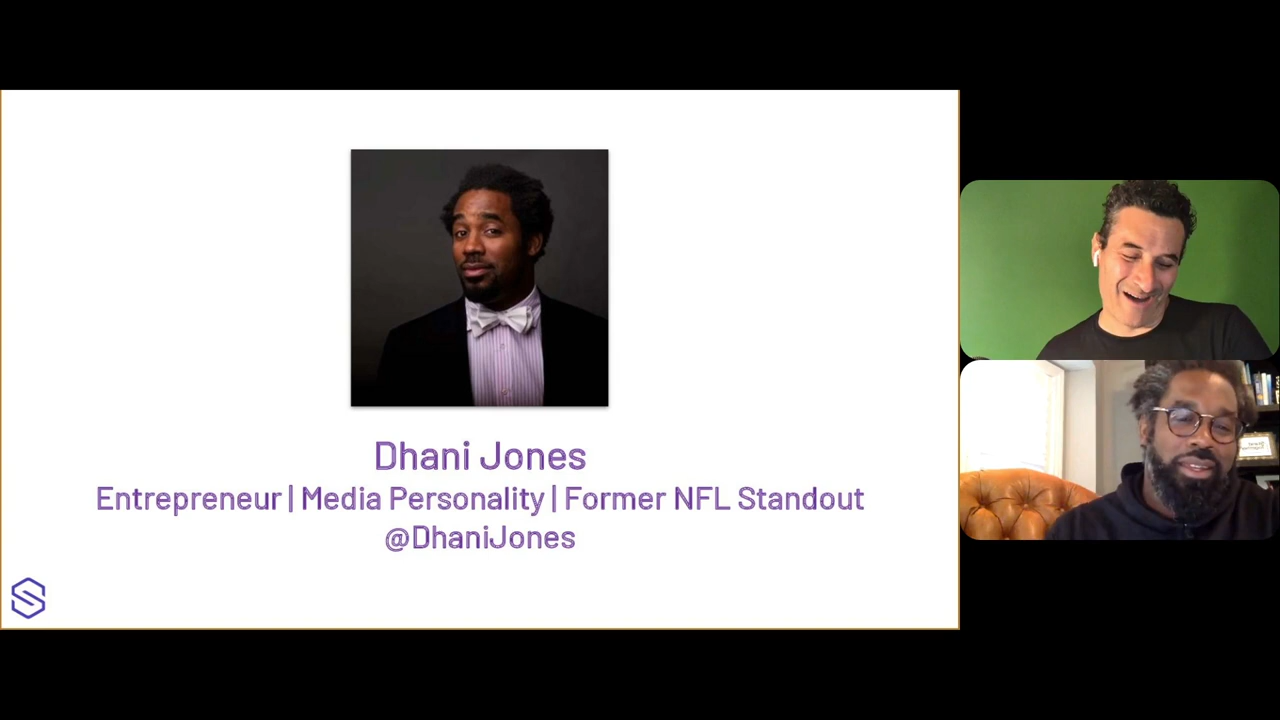 Dhani Jones
Entrepreneur | Media Personality | Former NFL Standout
@DhaniJones